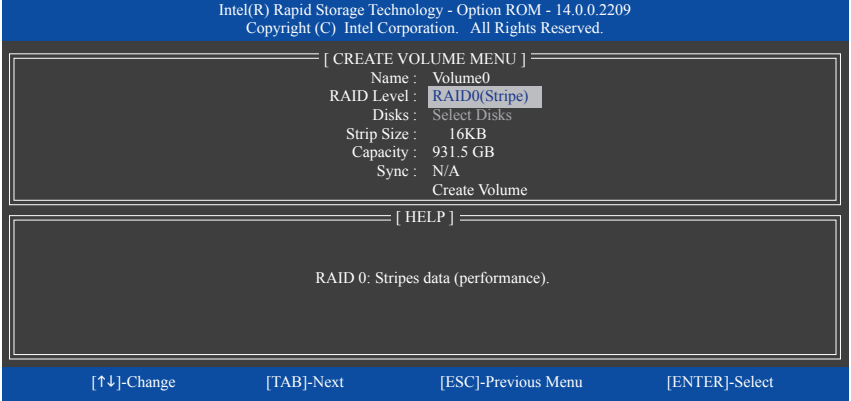 Intel(R) Rapid Storage Technology - Option ROM - 14.0.0.2209
Copyright (C) Intel Corporation. All Rights Reserved.
[ CREATE VOLUME MENU ]
Name : Volume0
RAID Level : RAID0(Stripe)
Disks : Select Disks
Strip Size : 16KB
Capacity : 931.5 GB
Sync : N/A
Create Volume
[ HELP ]
RAID 0: Stripes data (performance).
[↑↓]-Change [TAB]-Next [ESC]-Previous Menu [ENTER]-Select